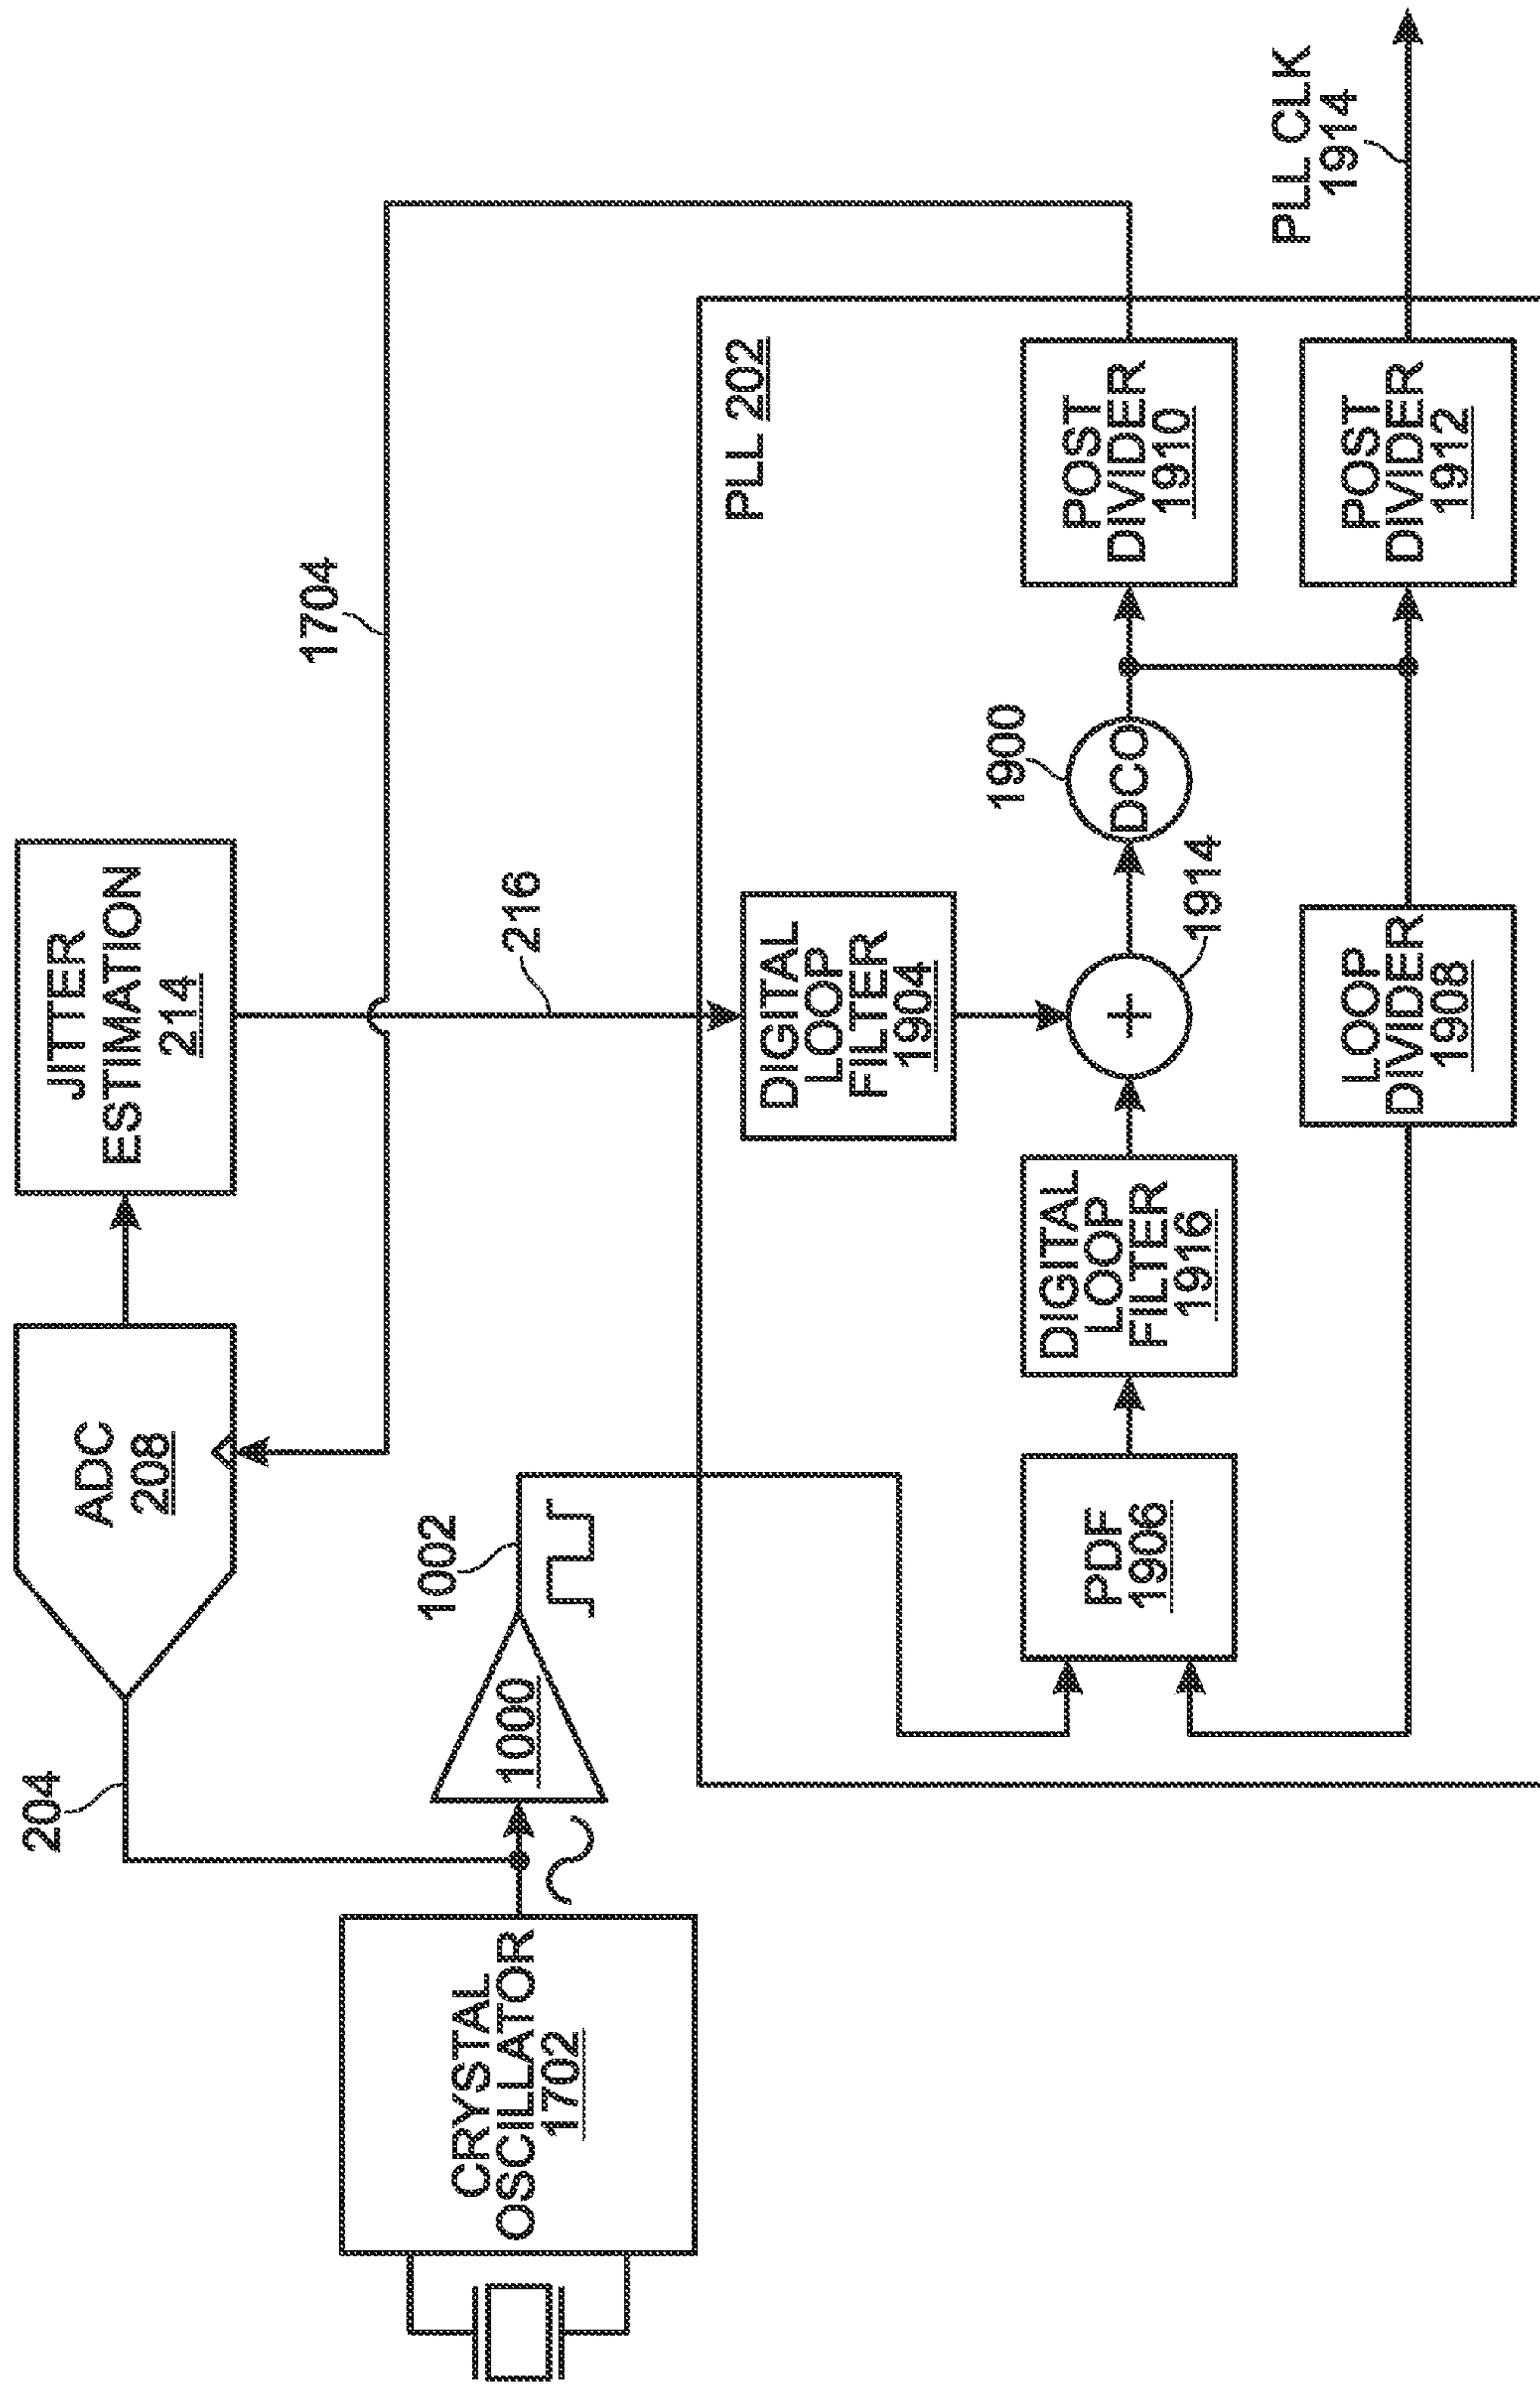 JITTER
ESTIMATION
214
ADC
208
204
1704
216
1002
1000
CRYSTAL
OSCILLATOR
1702
PLL 202
DIGITAL
LOOP
FILTER
1904
1900
DCO
1914
DIGITAL
LOOP
FILTER
1916
PDF
1906
POST
DIVIDER
1910
POST
DIVIDER
1912
LOOP
DIVIDER
1908
PLL CLK
1914